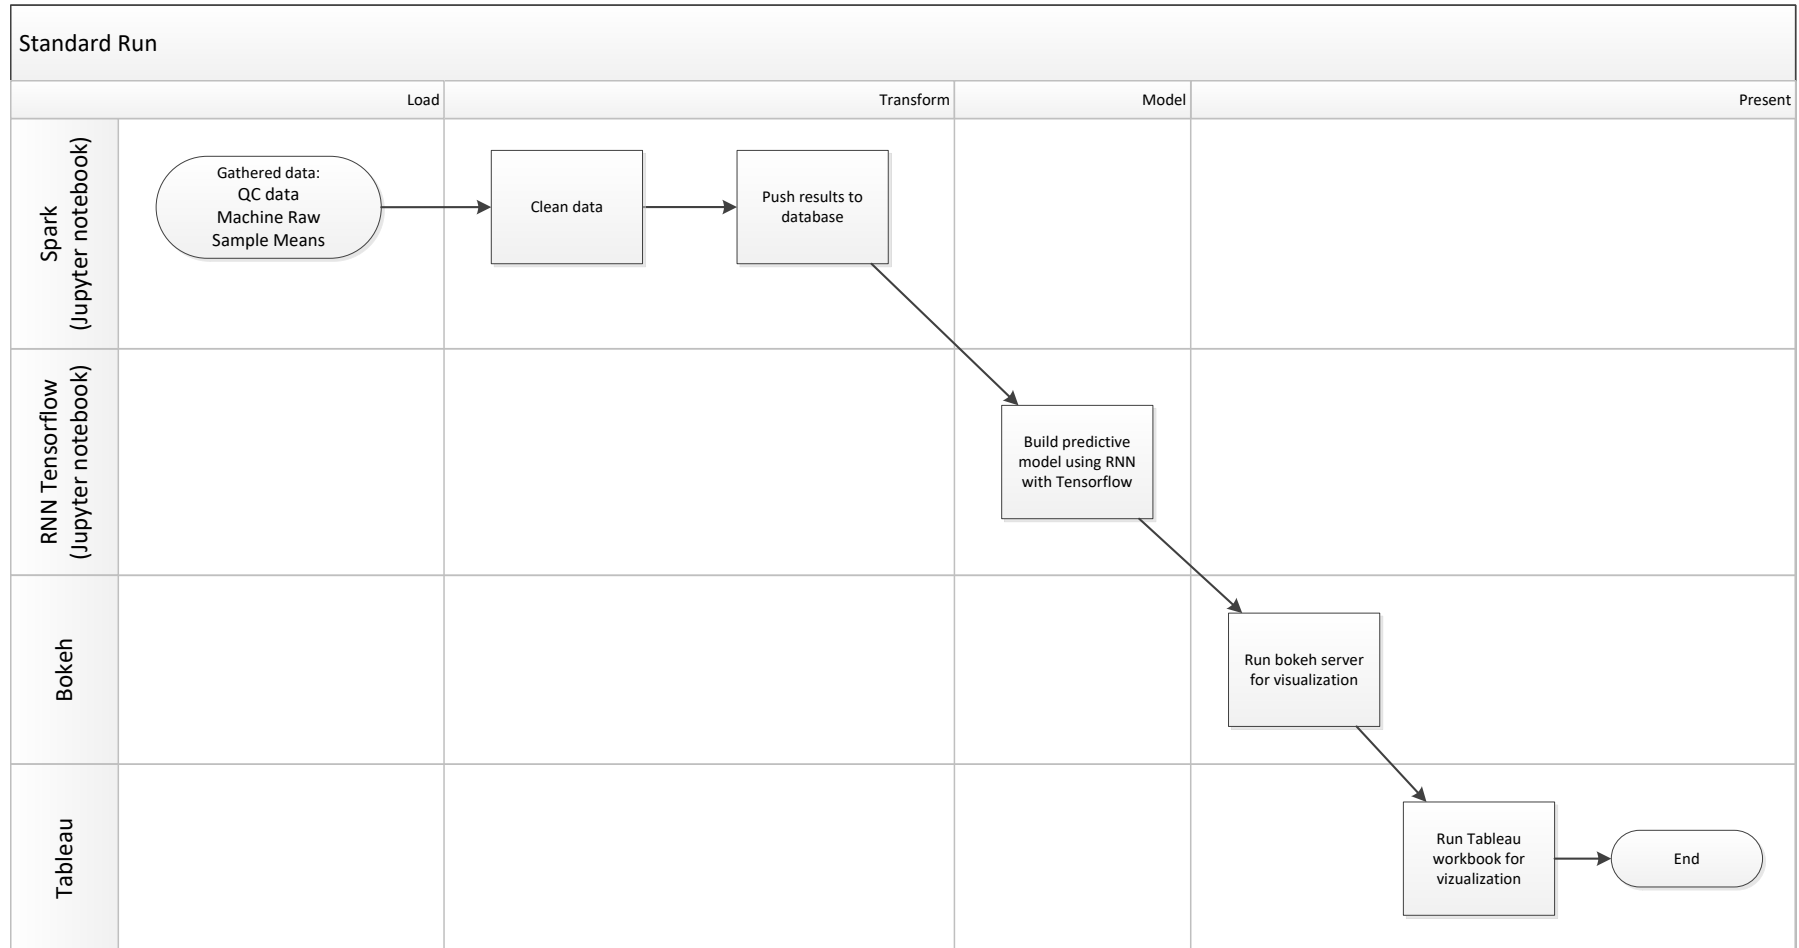 Standard Run
Load
Transform
Model
Present
Spark
(Jupyter notebook)
Gathered data:
QC data
Machine Raw
Sample Means
Clean data
Push results to
database
RNN Tensorflow
(Jupyter notebook)
Build predictive
model using RNN
with Tensorflow
Bokeh
Run bokeh server
for visualization
Tableau
Run Tableau
workbook for
vizualization
End